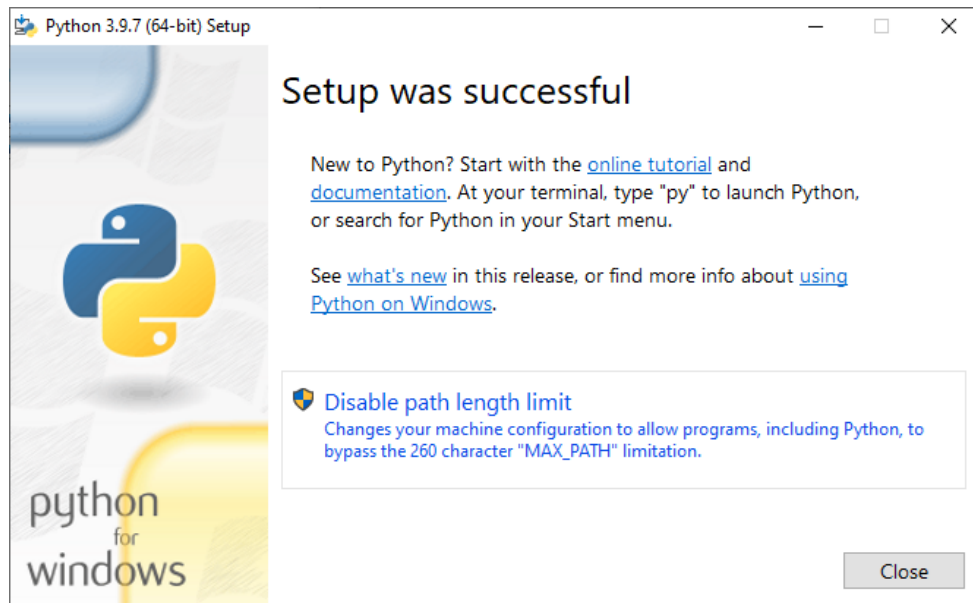 Python 3.9.7 (64-bit) Setup
Setup was successful
New to Python? Start with the online tutorial and
documentation. At your terminal, type "py" to launch Python,
or search for Python in your Start menu.
See what's new in this release, or find more info about using
Python on Windows.
Disable path length limit
Changes your machine configuration to allow programs, including Python, to
bypass the 260 character "MAX_PATH" limitation.
python
for
windows
Close